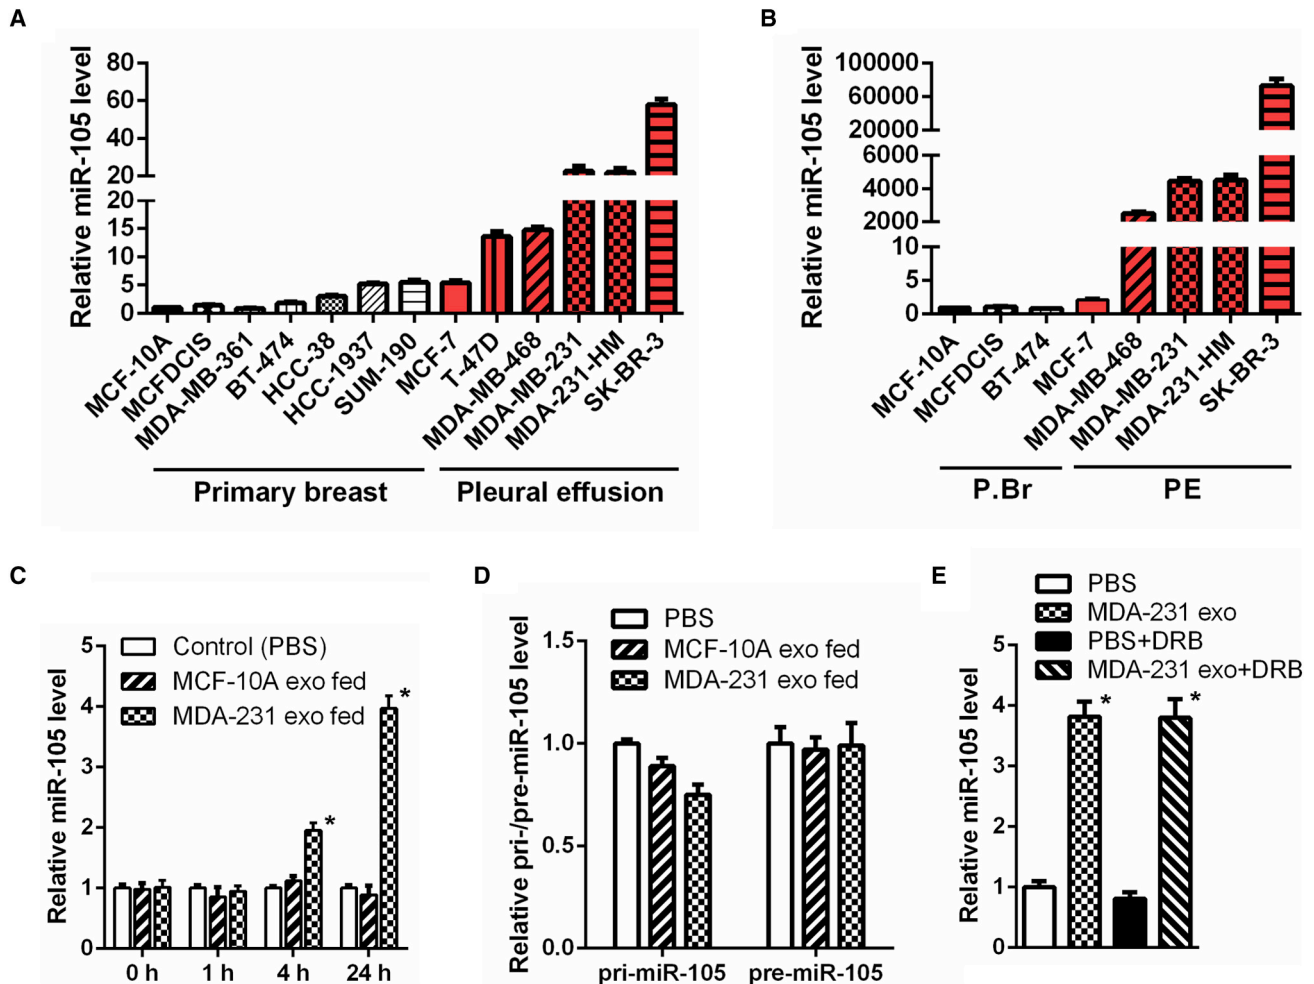 A
Relative miR-105 level
80
60
40
20
20
15
10
5
0
MCF-10A
MCFDCIS
MDA-MB-361
BT-474
HCC-38
HCC-1937
SUM-190
MCF-7
T-47D
MDA-MB-468
MDA-MB-231
MDA-231-HM
SK-BR-3
Primary breast
Pleural effusion
B
Relative miR-105 level
100000
60000
20000
6000
4000
2000
10
5
0
MCF-10A
MCFDCIS
BT-474
MCF-7
MDA-MB-468
MDA-MB-231
MDA-231-HM
SK-BR-3
P.Br
PE
C
Relative miR-105 level
5
4
3
2
1
0
Control (PBS)
MCF-10A exo fed
MDA-231 exo fed
*
*
0 h
1 h
4 h
24 h
D
Relative pri-/pre-miR-105 level
1.5
1.0
0.5
0.0
PBS
MCF-10A exo fed
MDA-231 exo fed
pri-miR-105
pre-miR-105
E
PBS
MDA-231 exo
PBS+DRB
MDA-231 exo+DRB
Relative miR-105 level
5
4
3
2
1
0
*
*